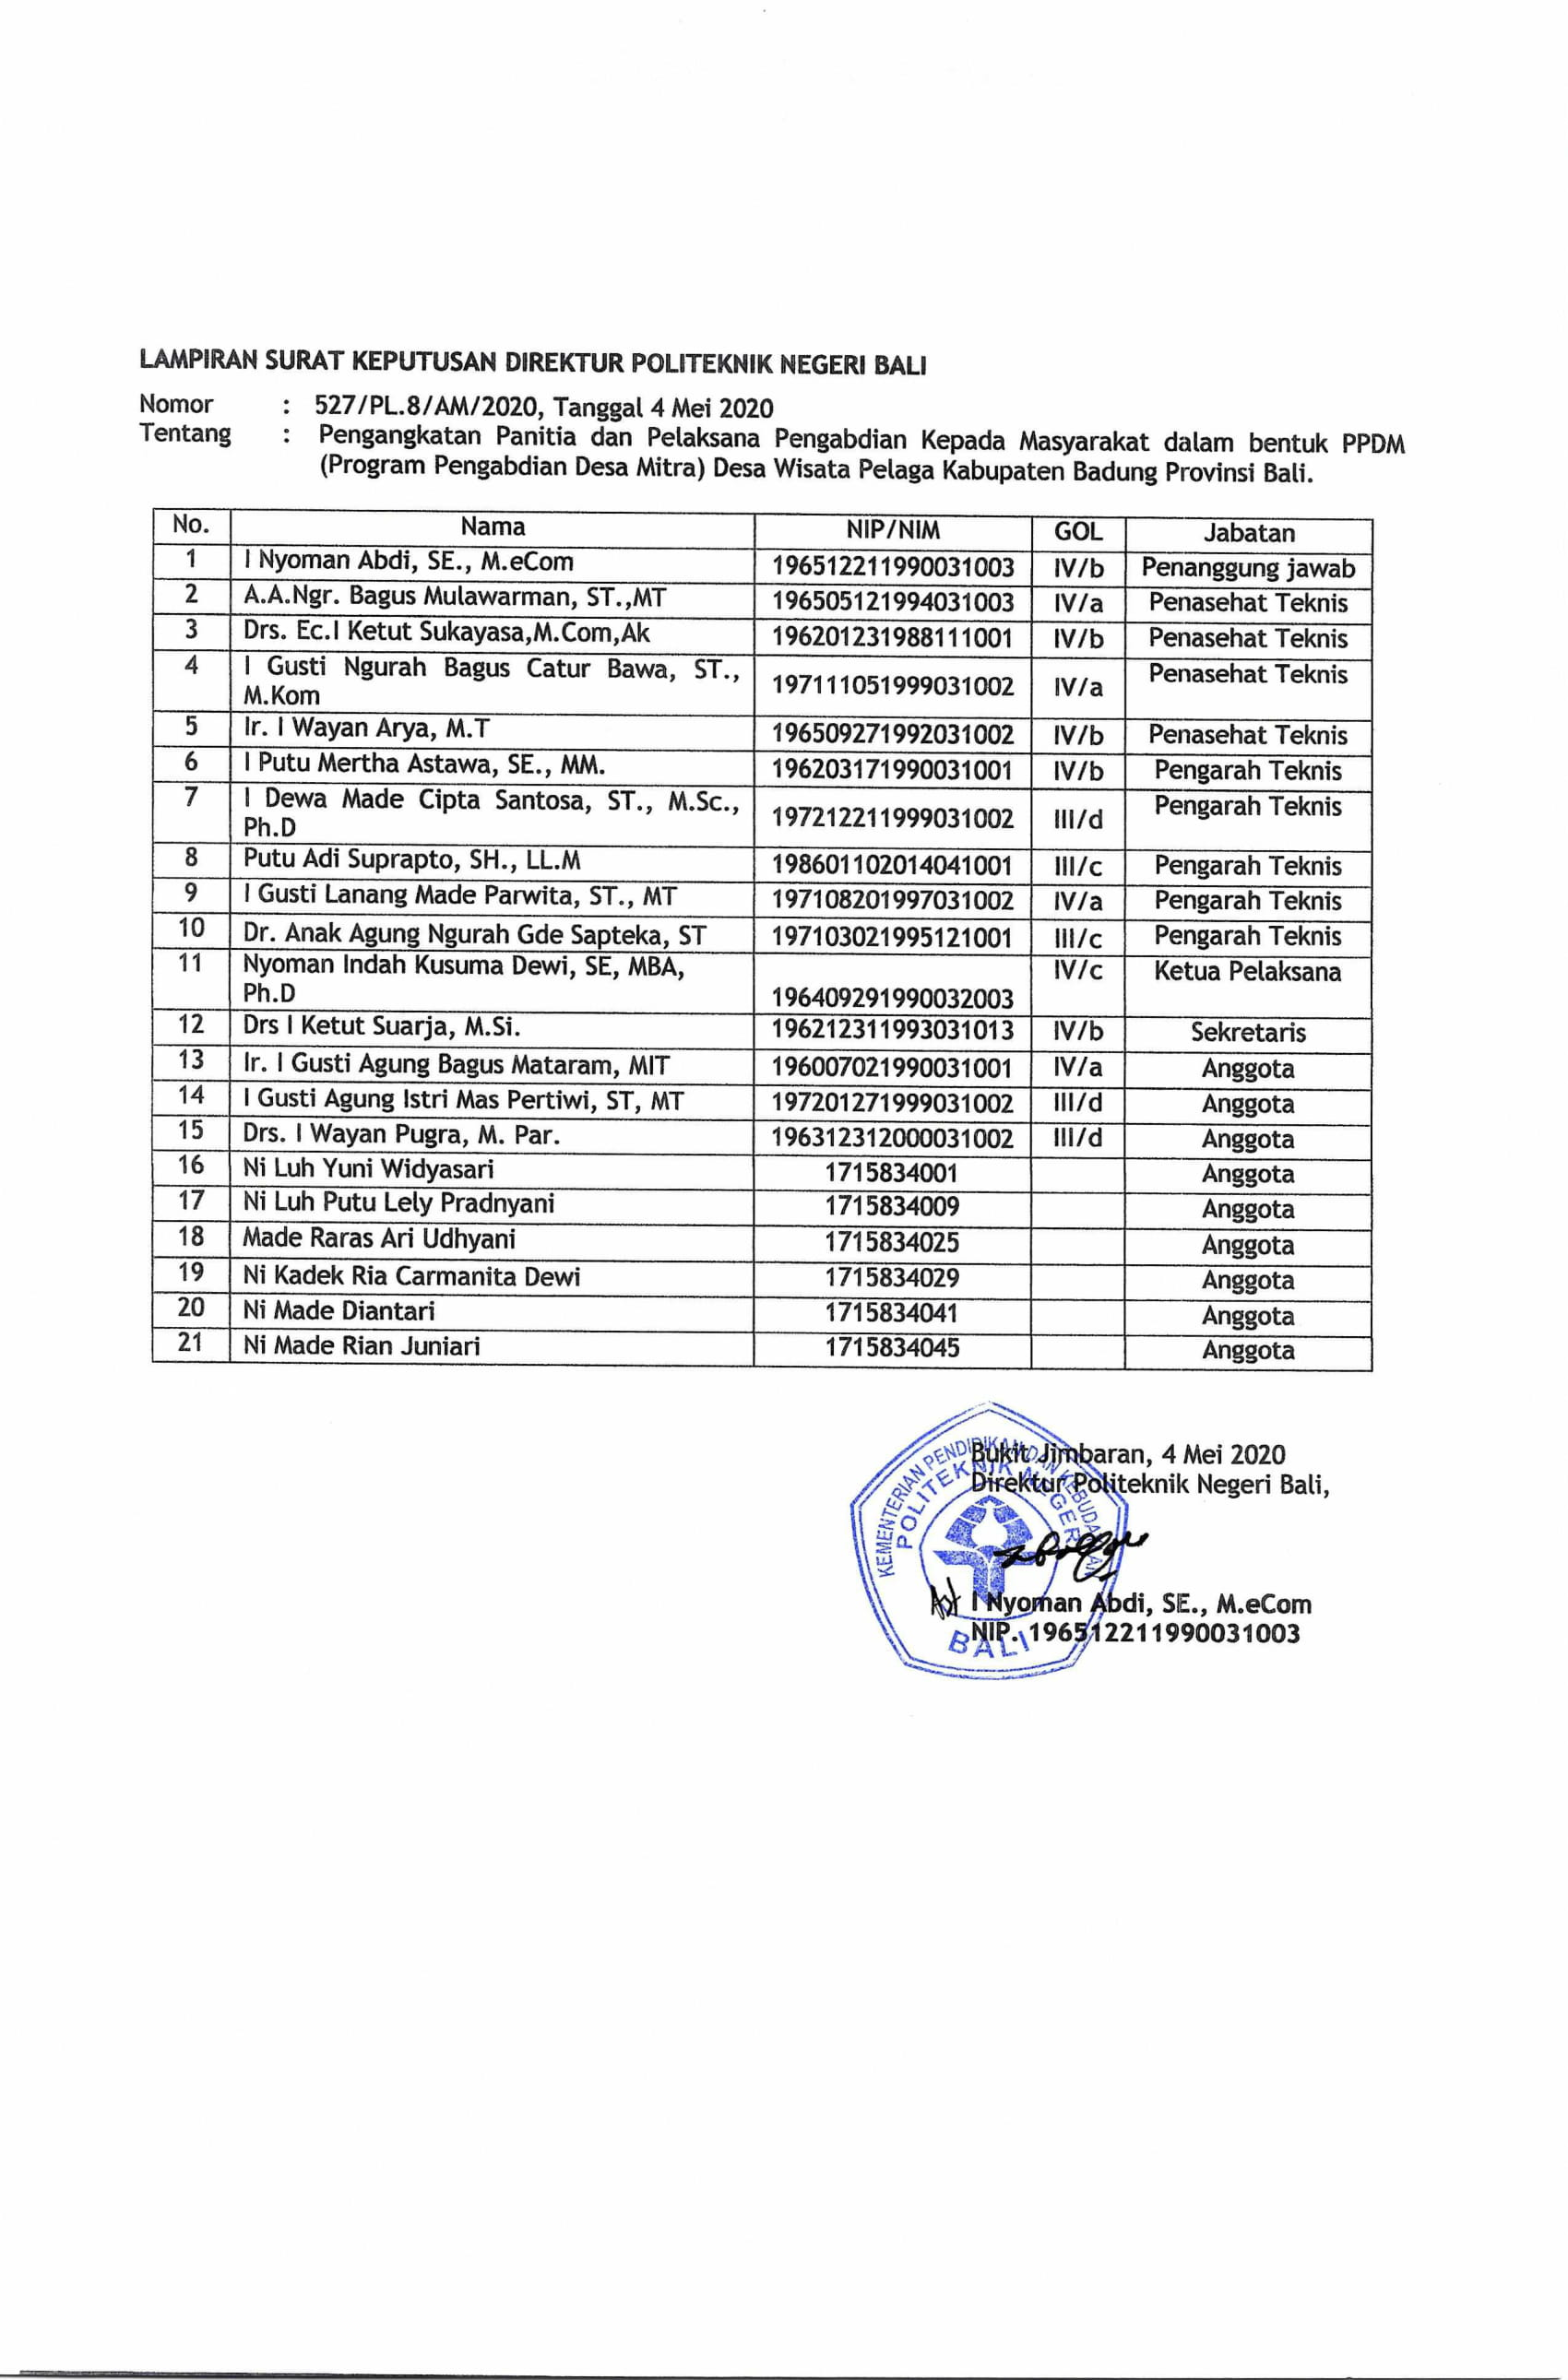 LAMPIRAN SURAT KEPUTUSAN DIREKTUR POLITEKNIK NEGERI BALI
Nomor : 527/PL.8/AM/2020, Tanggal 4 Mei 2020
Tentang : Pengangkatan Panitia dan Pelaksana Pengabdian Kepada Masyarakat dalam bentuk PPDM
(Program Pengabdian Desa Mitra) Desa Wisata Pelaga Kabupaten Badung Provinsi Bali.
No. Nama NIP/NIM GOL Jabatan
1 I Nyoman Abdi, SE., M.eCom 196512211990031003 IV/b Penanggung jawab
2 A.A.Ngr. Bagus Mulawarman, ST.,MT 196505121994031003 IV/a Penasehat Teknis
3 Drs. Ec.I Ketut Sukayasa,M.Com,Ak 196201231988111001 IV/b Penasehat Teknis
4 I Gusti Ngurah Bagus Catur Bawa, ST.,
M.Kom 197111051999031002 IV/a Penasehat Teknis
5 Ir. I Wayan Arya, M.T 196509271992031002 IV/b Penasehat Teknis
6 I Putu Mertha Astawa, SE., MM. 196203171990031001 IV/b Pengarah Teknis
7 I Dewa Made Cipta Santosa, ST., M.Sc.,
Ph.D 197212211999031002 III/d Pengarah Teknis
8 Putu Adi Suprapto, SH., LL.M 198601102014041001 III/c Pengarah Teknis
9 I Gusti Lanang Made Parwita, ST., MT 197108201997031002 IV/a Pengarah Teknis
10 Dr. Anak Agung Ngurah Gde Sapteka, ST 197103021995121001 III/c Pengarah Teknis
11 Nyoman Indah Kusuma Dewi, SE, MBA,
Ph.D 196409291990032003 IV/c Ketua Pelaksana
12 Drs I Ketut Suarja, M.Si. 196212311993031013 IV/b Sekretaris
13 Ir. I Gusti Agung Bagus Mataram, MIT 196007021990031001 IV/a Anggota
14 I Gusti Agung Istri Mas Pertiwi, ST, MT 197201271999031002 III/d Anggota
15 Drs. I Wayan Pugra, M. Par. 196312312000031002 III/d Anggota
16 Ni Luh Yuni Widyasari 1715834001 Anggota
17 Ni Luh Putu Lely Pradnyani 1715834009 Anggota
18 Made Raras Ari Udhyani 1715834025 Anggota
19 Ni Kadek Ria Carmanita Dewi 1715834029 Anggota
20 Ni Made Diantari 1715834041 Anggota
21 Ni Made Rian Juniari 1715834045 Anggota
Bukit Jimbaran, 4 Mei 2020
Direktur Politeknik Negeri Bali,
KEMENTERIAN PENDIDIKAN DAN KEBUDAYAAN
POLITEKNIK NEGERI
BALI
I Nyoman Abdi, SE., M.eCom
NIP. 196512211990031003